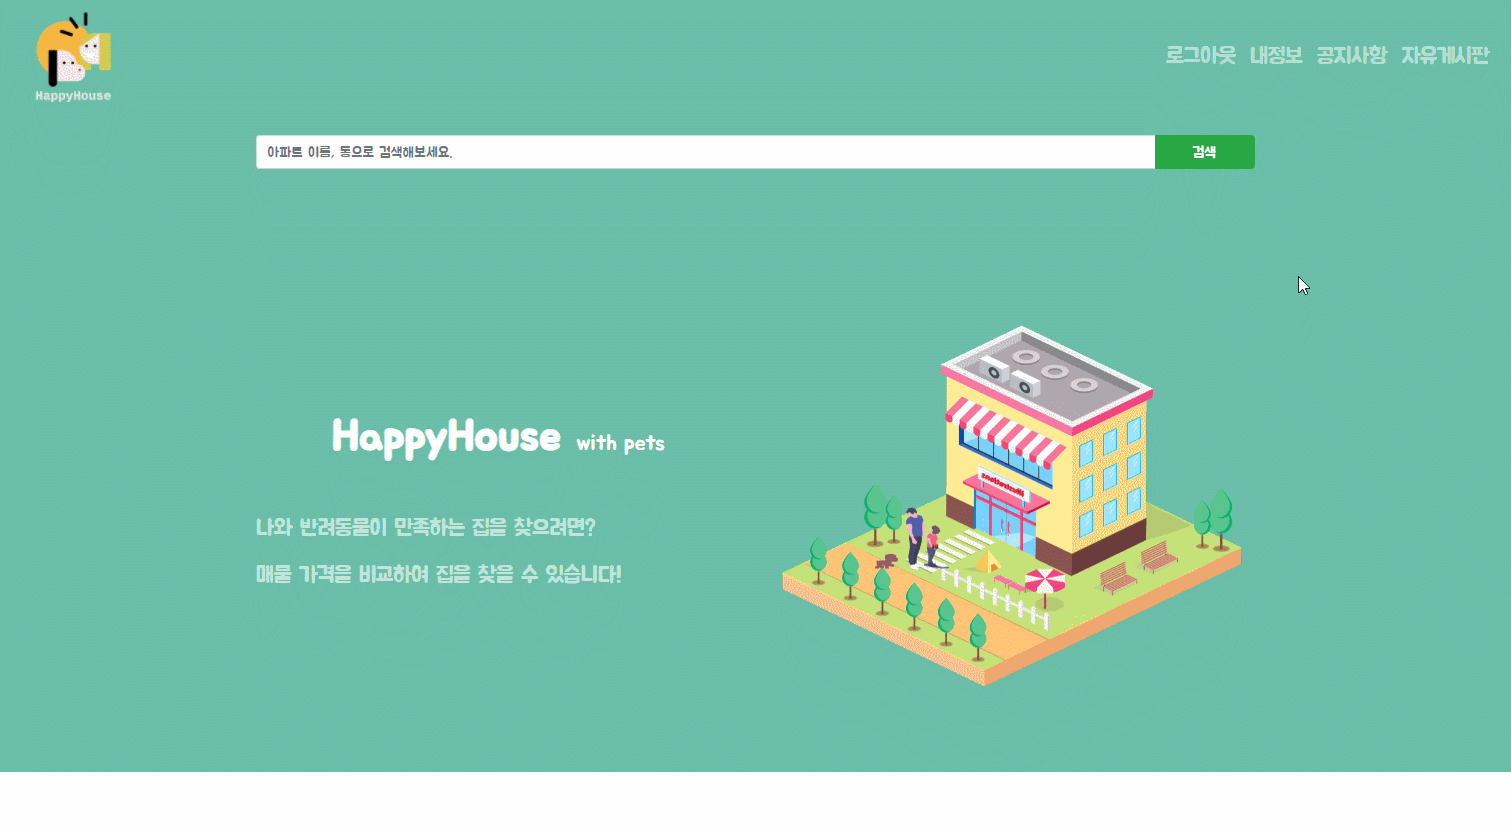 HappyHouse
로그아웃 내정보 공지사항 자유게시판
아파트 이름, 동으로 검색해보세요.
검색
HappyHouse with pets
나와 반려동물이 만족하는 집을 찾으려면?
매물 가격을 비교하여 집을 찾을 수 있습니다!